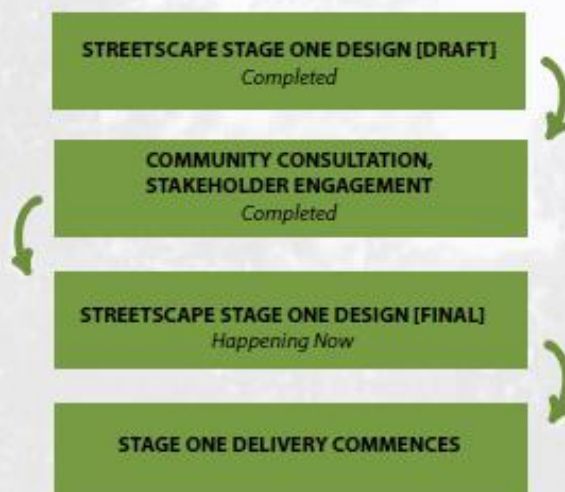 STREETSCAPE STAGE ONE DESIGN [DRAFT]
Completed
COMMUNITY CONSULTATION,
STAKEHOLDER ENGAGEMENT
Completed
STREETSCAPE STAGE ONE DESIGN [FINAL]
Happening Now
STAGE ONE DELIVERY COMMENCES